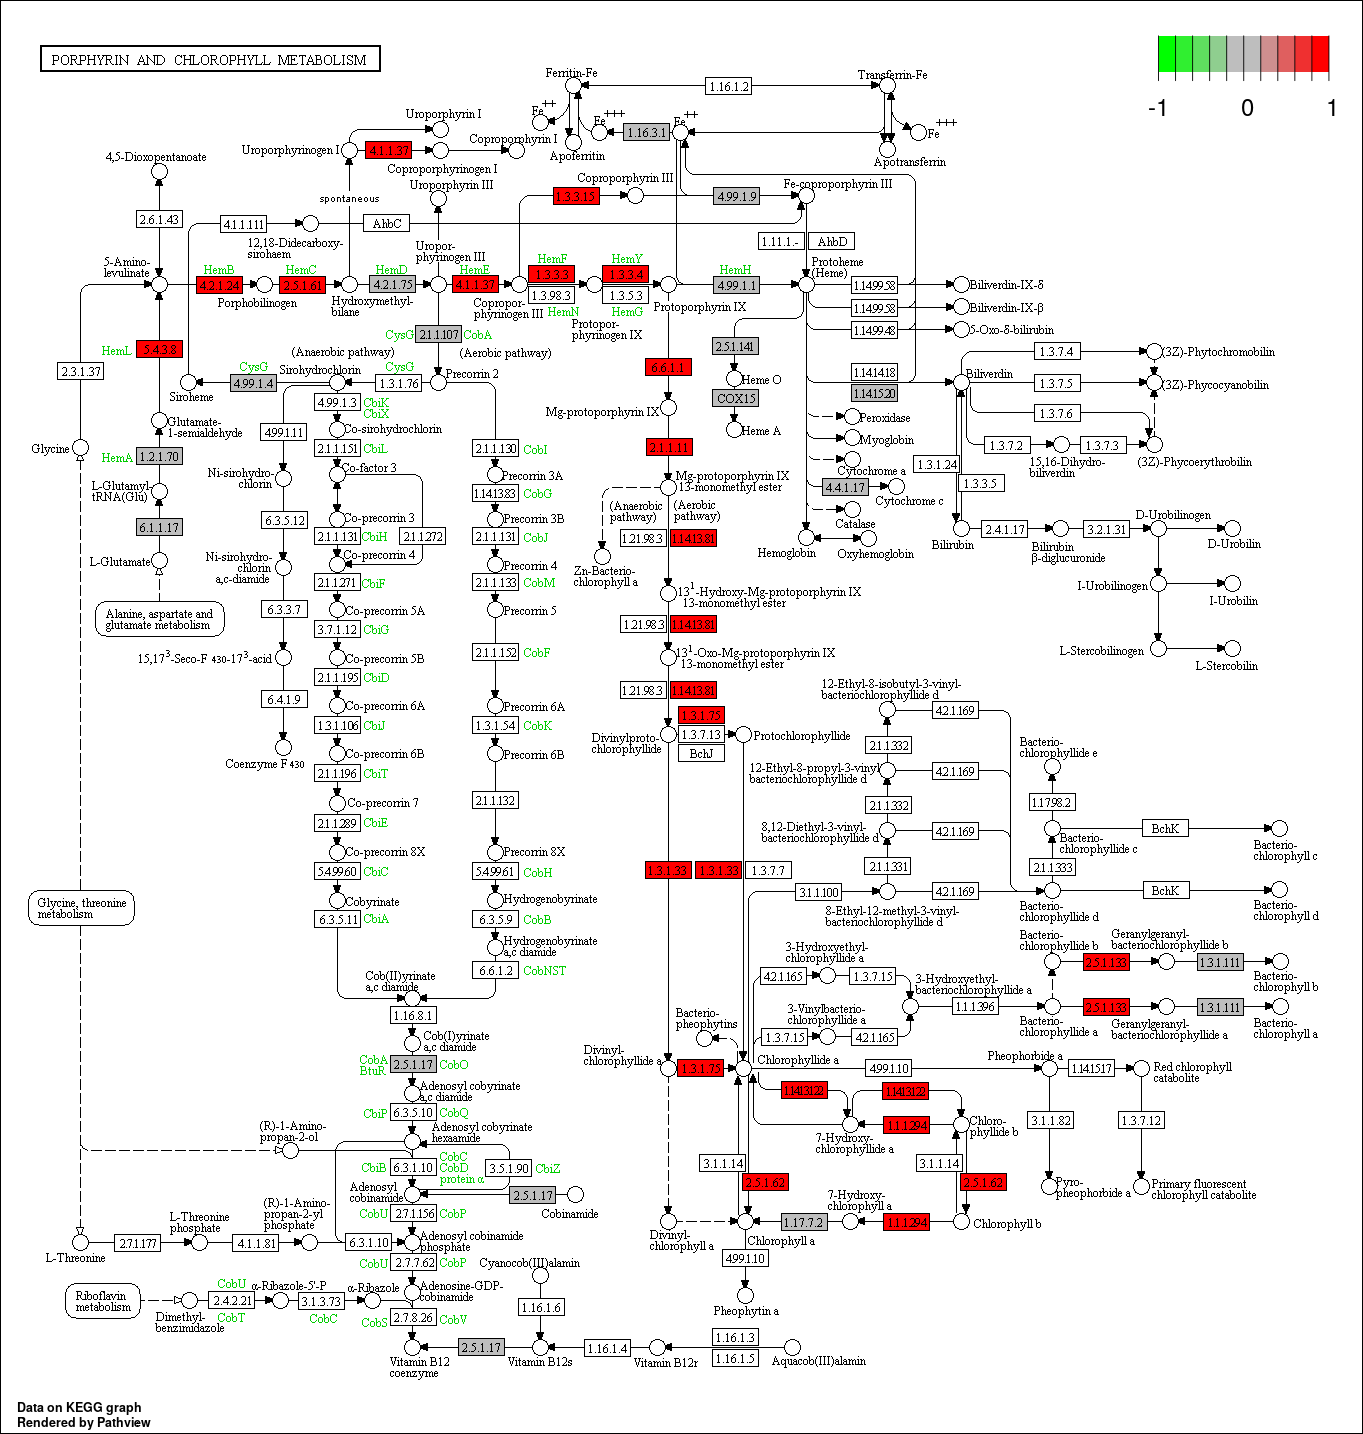 PORPHYRIN AND CHLOROPHYLL METABOLISM
-1
0
1
Ferritin-Fe
1.16.1.2
Transferrin-Fe
Fe++
Fe+++
1.16.3.1
Fe++
Fe+++
Apoferritin
Apotransferrin
Uroporphyrin I
Uroporphyrinogen I
4.1.1.37
Coproporphyrin I
Coproporphyrinogen I
Uroporphyrin III
4,5-Dioxopentanoate
spontaneous
Coproporphyrin III
1.3.3.15
4.99.1.9
Fe-coproporphyrin III
2.6.1.43
4.1.1.111
AhbC
12,18-Didecarboxy-
sirohaem
Uropor-
phyrinogen III
1.11.1.-
AhbD
5-Amino-
levulinate
HemB
4.2.1.24
Porphobilinogen
HemC
2.5.1.61
Hydroxymethyl-
bilane
HemD
4.2.1.75
HemE
4.1.1.37
Copropor-
phyrinogen III
HemF
1.3.3.3
1.3.98.3
HemN
Protopor-
phyrinogen IX
HemY
1.3.3.4
1.3.5.3
HemG
Protoporphyrin IX
HemH
4.99.1.1
Protoheme
(Heme)
1.14.99.58
Biliverdin-IX-δ
1.14.99.58
Biliverdin-IX-β
1.14.99.48
5-Oxo-δ-bilirubin
CysG
2.1.1.107
CobA
HemL
5.4.3.8
2.3.1.37
(Anaerobic pathway)
(Aerobic pathway)
CysG
4.99.1.4
Siroheme
Sirohydrochlorin
CysG
1.3.1.76
Precorrin 2
2.5.1.141
Heme O
COX15
Heme A
6.6.1.1
Mg-protoporphyrin IX
2.1.1.11
Mg-protoporphyrin IX
13-monomethyl ester
1.14.14.18
1.14.15.20
Biliverdin
1.3.7.4
(3Z)-Phytochromobilin
1.3.7.5
(3Z)-Phycocyanobilin
1.3.7.6
1.3.7.2
15,16-Dihydro-
biliverdin
1.3.7.3
(3Z)-Phycoerythrobilin
Peroxidase
Myoglobin
Cytochrome a
4.4.1.17
Cytochrome c
Catalase
Hemoglobin
Oxyhemoglobin
1.3.1.24
1.3.3.5
Bilirubin
2.4.1.17
Bilirubin
β-diglucuronide
3.2.1.31
D-Urobilinogen
D-Urobilin
I-Urobilinogen
I-Urobilin
L-Stercobilinogen
L-Stercobilin
Glycine
Glutamate-
1-semialdehyde
HemA
1.2.1.70
L-Glutamyl-
tRNA(Glu)
6.1.1.17
L-Glutamate
Alanine, aspartate and
glutamate metabolism
4.99.1.11
Ni-sirohydro-
chlorin
6.3.5.12
Ni-sirohydro-
chlorin
a,c-diamide
6.3.3.7
15,17³-Seco-F 430-17³-acid
6.4.1.9
Coenzyme F 430
4.99.1.3
CbiK
CbiX
Co-sirohydrochlorin
2.1.1.151
CbiL
Co-factor 3
Co-precorrin 3
2.1.1.131
CbiH
2.1.1.272
Co-precorrin 4
2.1.1.271
CbiF
Co-precorrin 5A
3.7.1.12
CbiG
Co-precorrin 5B
2.1.1.195
CbiD
Co-precorrin 6A
1.3.1.106
CbiJ
Co-precorrin 6B
2.1.1.196
CbiT
Co-precorrin 7
2.1.1.289
CbiE
Co-precorrin 8X
5.4.99.60
CbiC
Cobyrinate
6.3.5.11
CbiA
2.1.1.130
CobI
Precorrin 3A
1.14.13.83
CobG
Precorrin 3B
2.1.1.131
CobJ
Precorrin 4
2.1.1.133
CobM
Precorrin 5
2.1.1.152
CobF
Precorrin 6A
1.3.1.54
CobK
Precorrin 6B
2.1.1.132
Precorrin 8X
5.4.99.61
CobH
Hydrogenobyrinate
6.3.5.9
CobB
Hydrogenobyrinate
a,c diamide
6.6.1.2
CobNST
(Anaerobic
pathway)
(Aerobic
pathway)
1.21.98.3
1.14.13.81
Zn-Bacterio-
chlorophyll a
13¹-Hydroxy-Mg-protoporphyrin IX
13-monomethyl ester
1.21.98.3
1.14.13.81
13¹-Oxo-Mg-protoporphyrin IX
13-monomethyl ester
1.21.98.3
1.14.13.81
1.3.1.75
1.3.7.13
BchJ
Divinylproto-
chlorophyllide
Protochlorophyllide
1.3.1.33
1.3.1.33
1.3.7.7
12-Ethyl-8-isobutyl-3-vinyl-
bacteriochlorophyllide d
4.2.1.169
2.1.1.332
12-Ethyl-8-propyl-3-vinyl
bacteriochlorophyllide d
4.2.1.169
2.1.1.332
8,12-Diethyl-3-vinyl-
bacteriochlorophyllide d
4.2.1.169
2.1.1.331
3.1.1.100
4.2.1.169
8-Ethyl-12-methyl-3-vinyl-
bacteriochlorophyllide d
Bacterio-
chlorophyllide e
1.17.98.2
Bacterio-
chlorophyllide c
BchK
Bacterio-
chlorophyll c
2.1.1.333
Bacterio-
chlorophyllide d
BchK
Bacterio-
chlorophyll d
Bacterio-
chlorophyllide b
2.5.1.133
Geranylgeranyl-
bacteriochlorophyllide b
1.3.1.111
Bacterio-
chlorophyll b
3-Hydroxyethyl-
chlorophyllide a
4.2.1.165
1.3.7.15
3-Hydroxyethyl-
bacteriochlorophyllide a
1.1.1.396
Bacterio-
chlorophyllide a
2.5.1.133
Geranylgeranyl-
bacteriochlorophyllide a
1.3.1.111
Bacterio-
chlorophyll a
3-Vinylbacterio-
chlorophyllide a
1.3.7.15
4.2.1.165
Bacterio-
pheophytins
Divinyl-
chlorophyllide a
1.3.1.75
Chlorophyllide a
4.99.1.10
Pheophorbide a
1.14.15.17
Red chlorophyll
catabolite
1.14.13.122
1.14.13.122
7-Hydroxy-
chlorophyllide a
1.1.1.294
Chloro-
phyllide b
3.1.1.82
1.3.7.12
Pyro-
pheophorbide a
Primary fluorescent
chlorophyll catabolite
3.1.1.14
2.5.1.62
3.1.1.14
2.5.1.62
Divinyl-
chlorophyll a
Chlorophyll a
1.17.7.2
7-Hydroxy-
chlorophyll a
1.1.1.294
Chlorophyll b
4.99.1.10
Pheophytin a
Glycine, threonine
metabolism
Cob(II)yrinate
a,c diamide
1.16.8.1
Cob(I)yrinate
a,c diamide
CobA
BtuR
2.5.1.17
CobO
Adenosyl cobyrinate
a,c diamide
CbiP
6.3.5.10
CobQ
Adenosyl cobyrinate
hexaamide
(R)-1-Amino-
propan-2-ol
CbiB
6.3.1.10
CobC
CobD
protein α
3.5.1.90
CbiZ
Adenosyl
cobinamide
2.5.1.17
Cobinamide
CobU
2.7.1.156
CobP
L-Threonine
2.7.1.177
L-Threonine
phosphate
4.1.1.81
(R)-1-Amino-
propan-2-yl
phosphate
6.3.1.10
Adenosyl cobinamide
phosphate
CobU
2.7.7.62
CobP
Adenosine-GDP-
cobinamide
Riboflavin
metabolism
Dimethyl-
benzimidazole
CobU
2.4.2.21
CobT
α-Ribazole-5'-P
3.1.3.73
CobC
α-Ribazole
CobS
2.7.8.26
CobV
Cyanocob(III)alamin
1.16.1.6
Vitamin B12
coenzyme
2.5.1.17
Vitamin B12s
1.16.1.4
Vitamin B12r
1.16.1.3
1.16.1.5
Aquacob(III)alamin
Data on KEGG graph
Rendered by Pathview